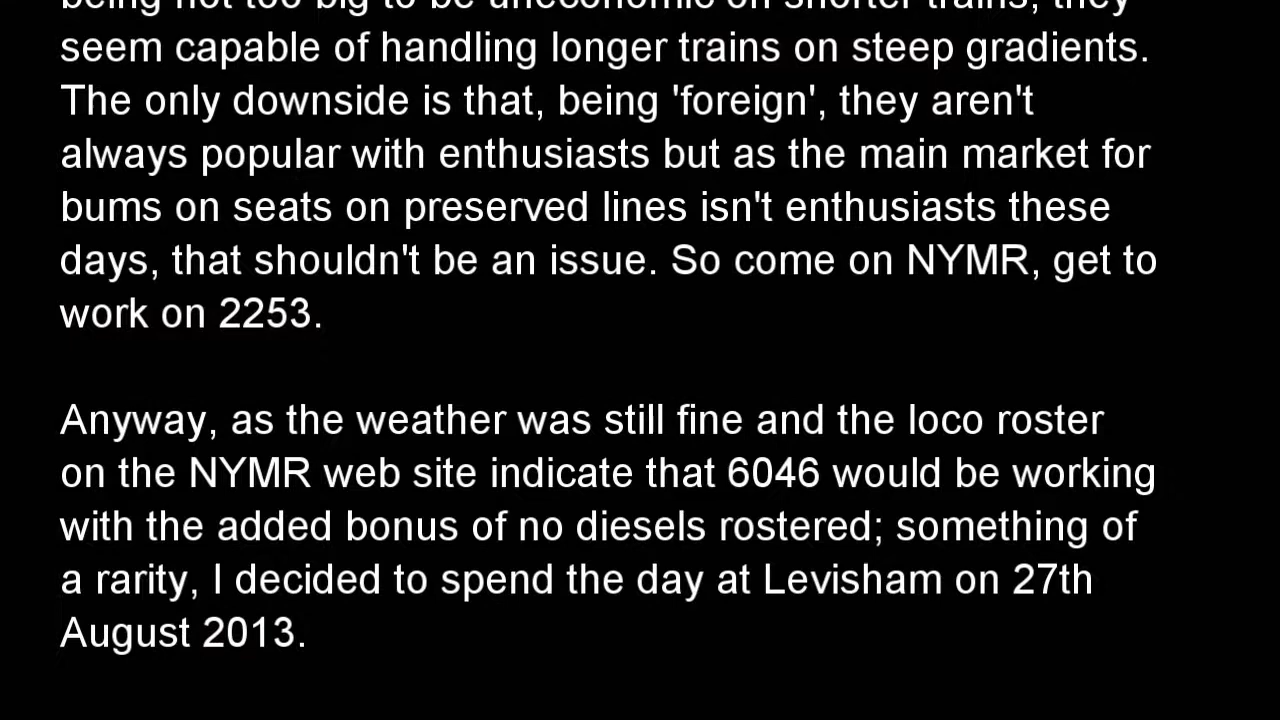 being not too big to be uneconomic on shorter trains, they
seem capable of handling longer trains on steep gradients.
The only downside is that, being 'foreign', they aren't
always popular with enthusiasts but as the main market for
bums on seats on preserved lines isn't enthusiasts these
days, that shouldn't be an issue. So come on NYMR, get to
work on 2253.
Anyway, as the weather was still fine and the loco roster
on the NYMR web site indicate that 6046 would be working
with the added bonus of no diesels rostered; something of
a rarity, I decided to spend the day at Levisham on 27th
August 2013.